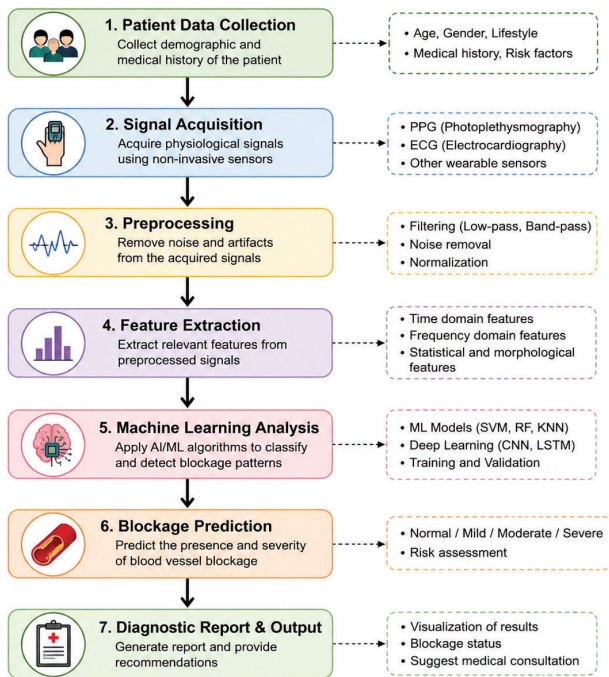 1. Patient Data Collection
Collect demographic and
medical history of the patient
• Age, Gender, Lifestyle
• Medical history, Risk factors
2. Signal Acquisition
Acquire physiological signals
using non-invasive sensors
• PPG (Photoplethysmography)
• ECG (Electrocardiography)
• Other wearable sensors
3. Preprocessing
Remove noise and artifacts
from the acquired signals
• Filtering (Low-pass, Band-pass)
• Noise removal
• Normalization
4. Feature Extraction
Extract relevant features from
preprocessed signals
• Time domain features
• Frequency domain features
• Statistical and morphological
features
5. Machine Learning Analysis
Apply AI/ML algorithms to classify
and detect blockage patterns
• ML Models (SVM, RF, KNN)
• Deep Learning (CNN, LSTM)
• Training and Validation
6. Blockage Prediction
Predict the presence and severity
of blood vessel blockage
• Normal / Mild / Moderate / Severe
• Risk assessment
7. Diagnostic Report & Output
Generate report and provide
recommendations
• Visualization of results
• Blockage status
• Suggest medical consultation